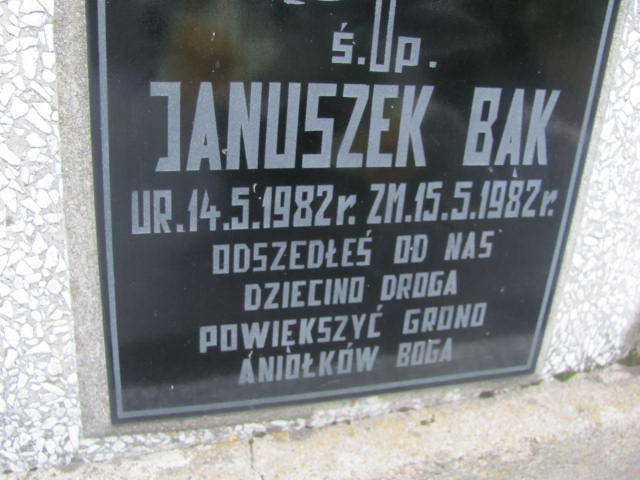 Ś.P.
JANUSZEK BĄK
UR.14.5.1982r. ZM.15.5.1982r.
ODSZEDŁEŚ OD NAS
DZIECINO DROGA
POWIĘKSZYĆ GRONO
ANIOŁKÓW BOGA